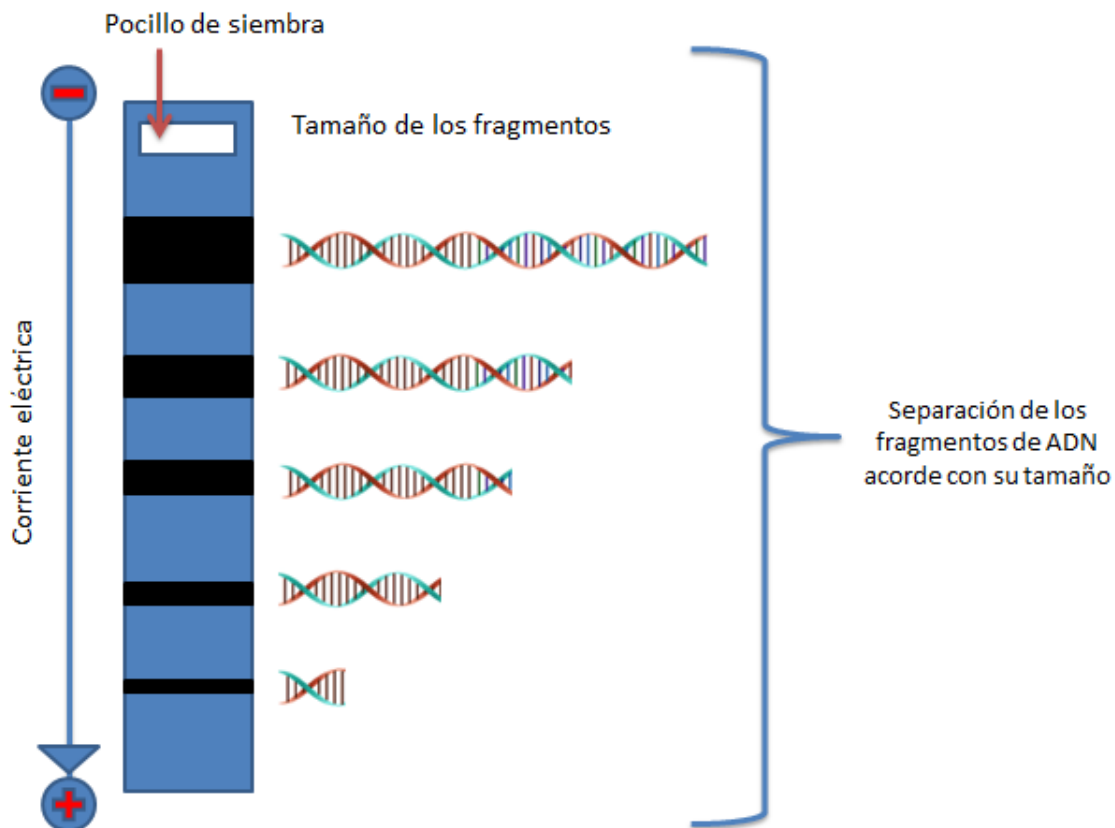 Pocillo de siembra
Tamaño de los fragmentos
Corriente eléctrica
Separación de los
fragmentos de ADN
acorde con su tamaño